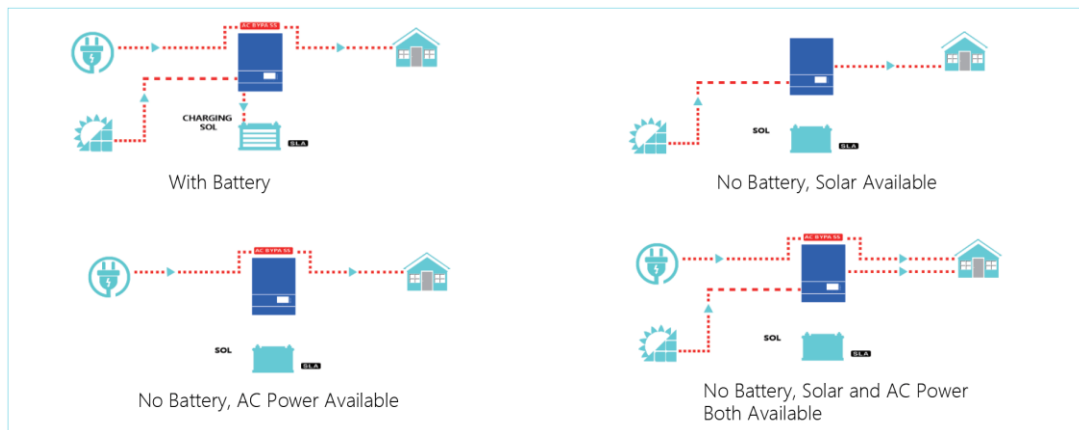 AC BYPASS
CHARGING
SOL
SLA
With Battery
SOL
SLA
No Battery, Solar Available
AC BYPASS
SOL
SLA
No Battery, AC Power Available
AC BYPASS
SOL
SLA
No Battery, Solar and AC Power
Both Available